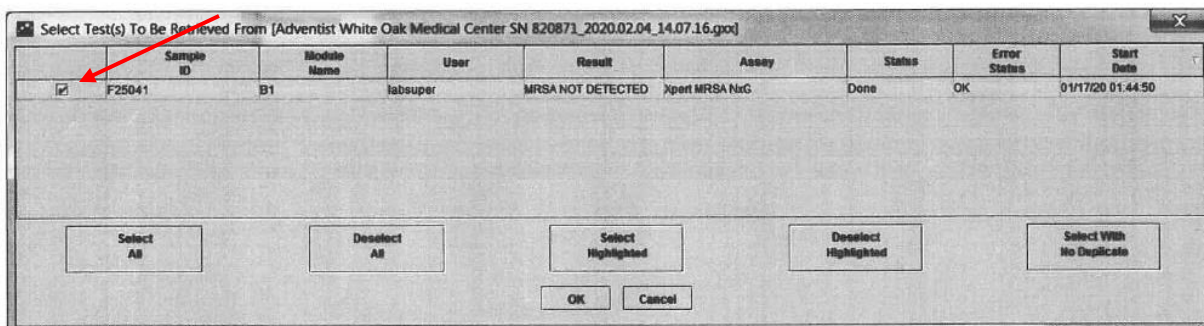 Select Test(s) To Be Retrieved From [Adventist White Oak Medical Center SN 820871_2020.02.04_14.07.16.gxx]
Sample ID Module Name User Result Assay Status Error Status Start Date
F25041 B1 labsuper MRSA NOT DETECTED Xpert MRSA NxG Done OK 01/17/20 01:44:50
Select All Deselect All Select Highlighted Deselect Highlighted Select With No Duplicate
OK Cancel